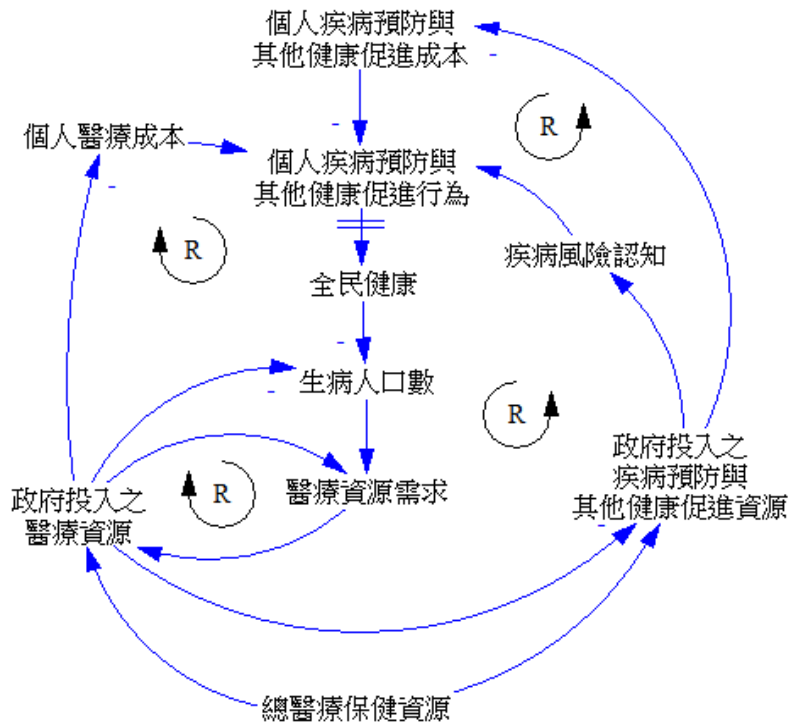 個人疾病預防與
其他健康促進成本
-
R
個人醫療成本
-
-
個人疾病預防與
其他健康促進行為
-
R
疾病風險認知
全民健康
-
生病人口數
-
R
政府投入之
疾病預防與
其他健康促進資源
-
R
醫療資源需求
政府投入之
醫療資源
總醫療保健資源